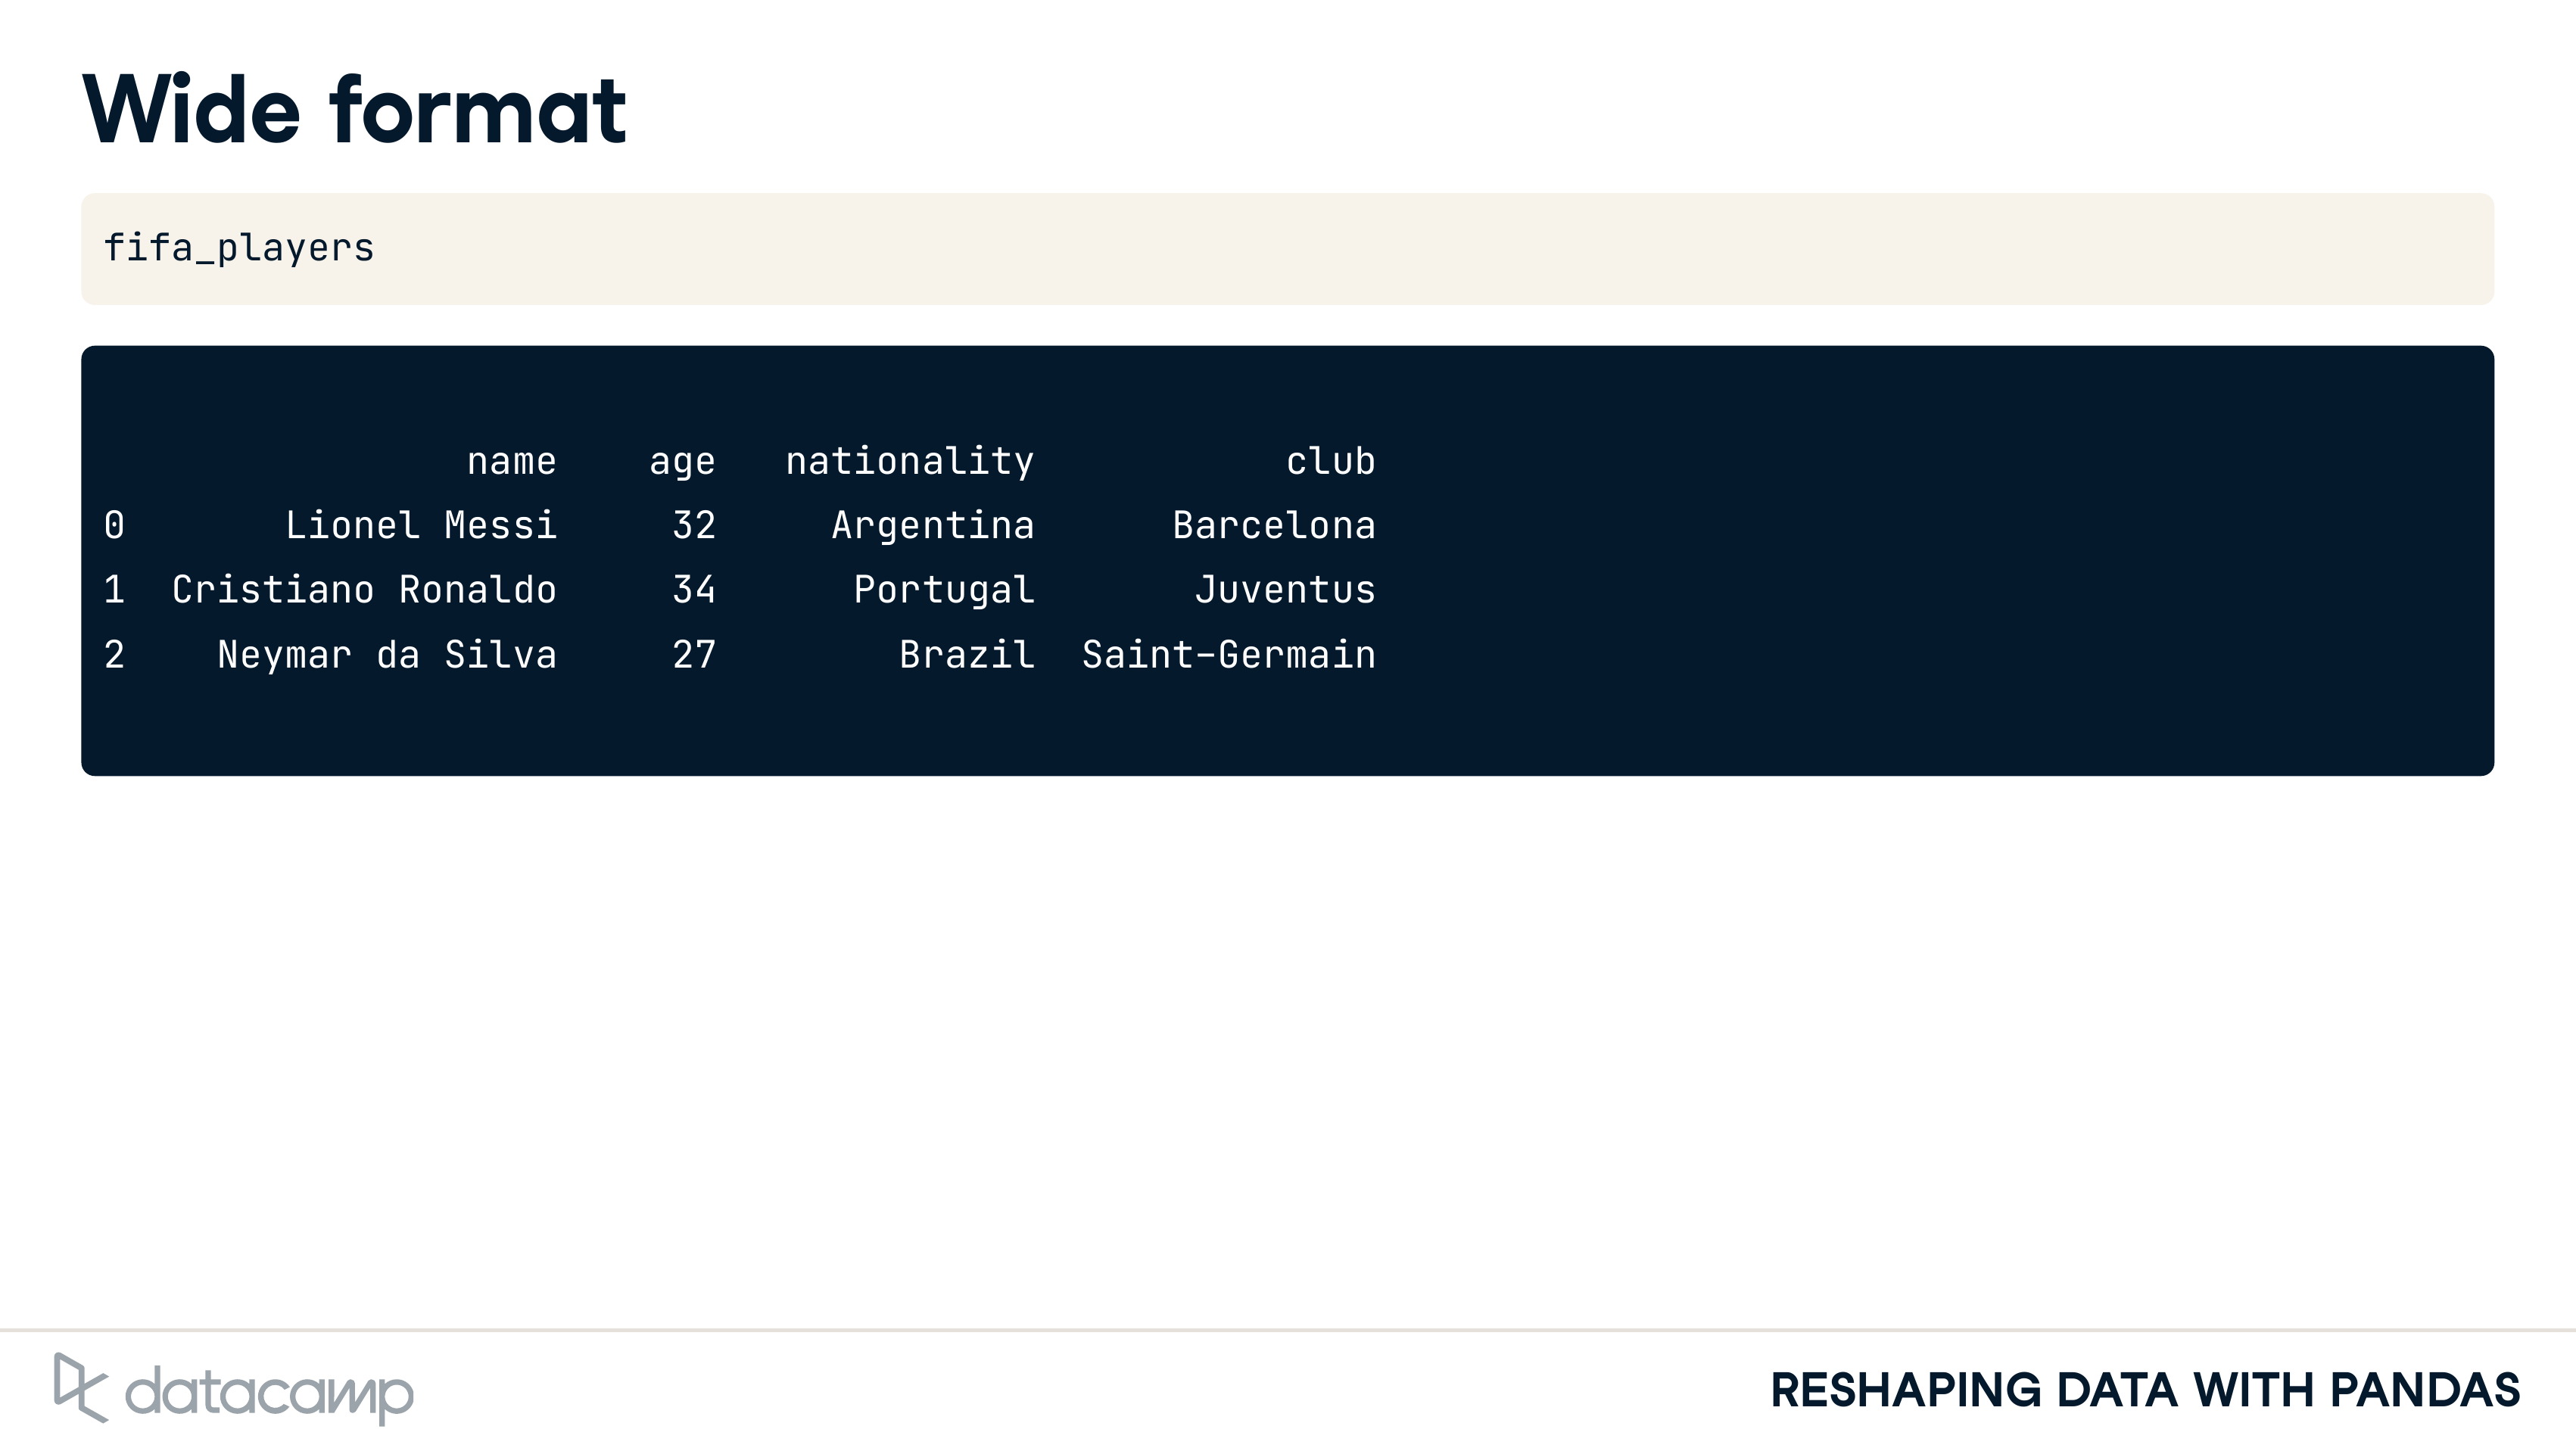 Wide format
fifa_players
name age nationality club
0 Lionel Messi 32 Argentina Barcelona
1 Cristiano Ronaldo 34 Portugal Juventus
2 Neymar da Silva 27 Brazil Saint-Germain
datacamp
RESHAPING DATA WITH PANDAS